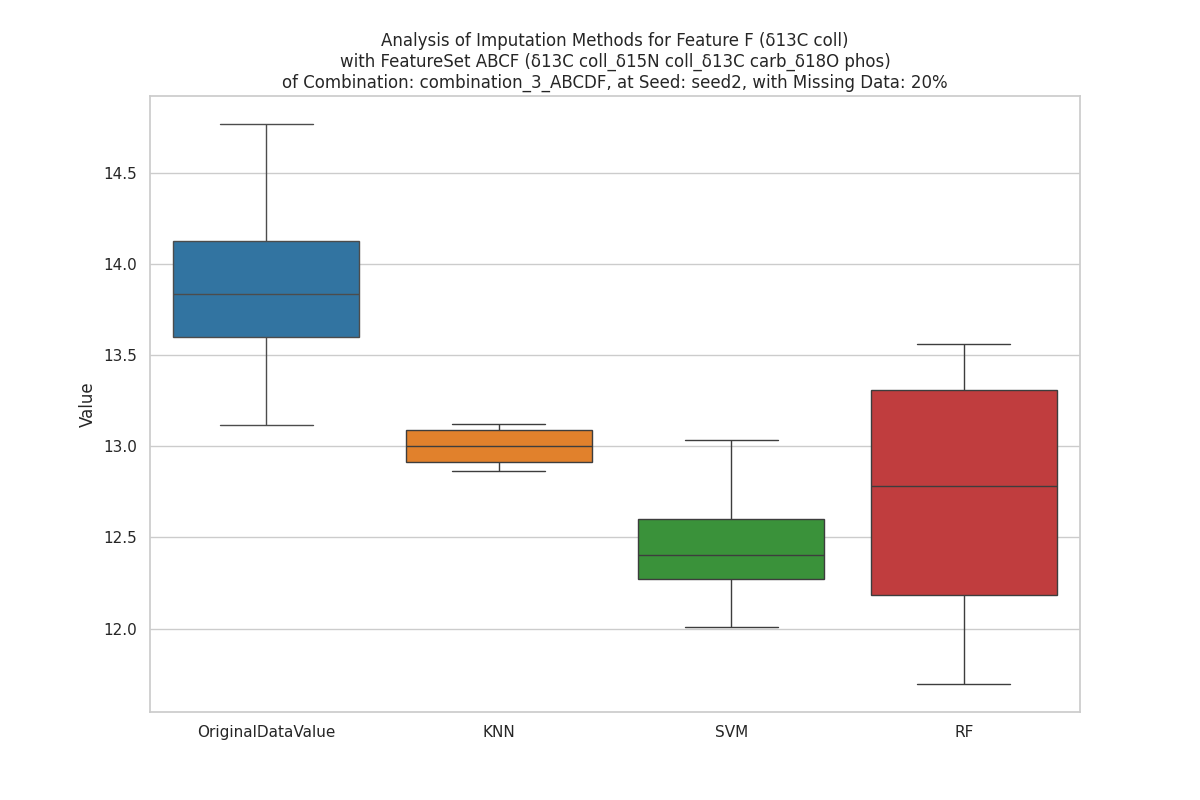 Analysis of Imputation Methods for Feature F (δ13C coll)
with FeatureSet ABCF (δ13C coll_δ15N coll_δ13C carb_δ18O phos)
of Combination: combination_3_ABCDF, at Seed: seed2, with Missing Data: 20%
14.5
14.0
13.5
13.0
12.5
12.0
Value
OriginalDataValue
KNN
SVM
RF